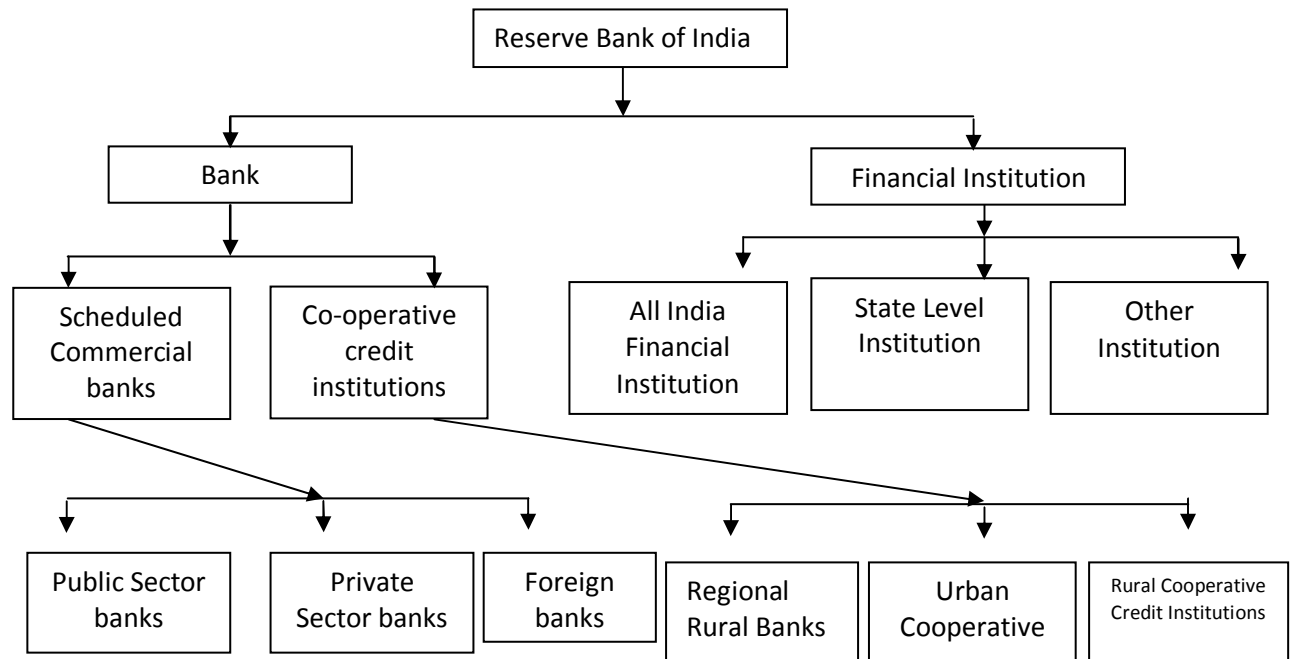 Reserve Bank of India
Bank
Financial Institution
Scheduled
Commercial
banks
Co-operative
credit
institutions
All India
Financial
Institution
State Level
Institution
Other
Institution
Public Sector
banks
Private
Sector banks
Foreign
banks
Regional
Rural Banks
Urban
Cooperative
Rural Cooperative
Credit Institutions